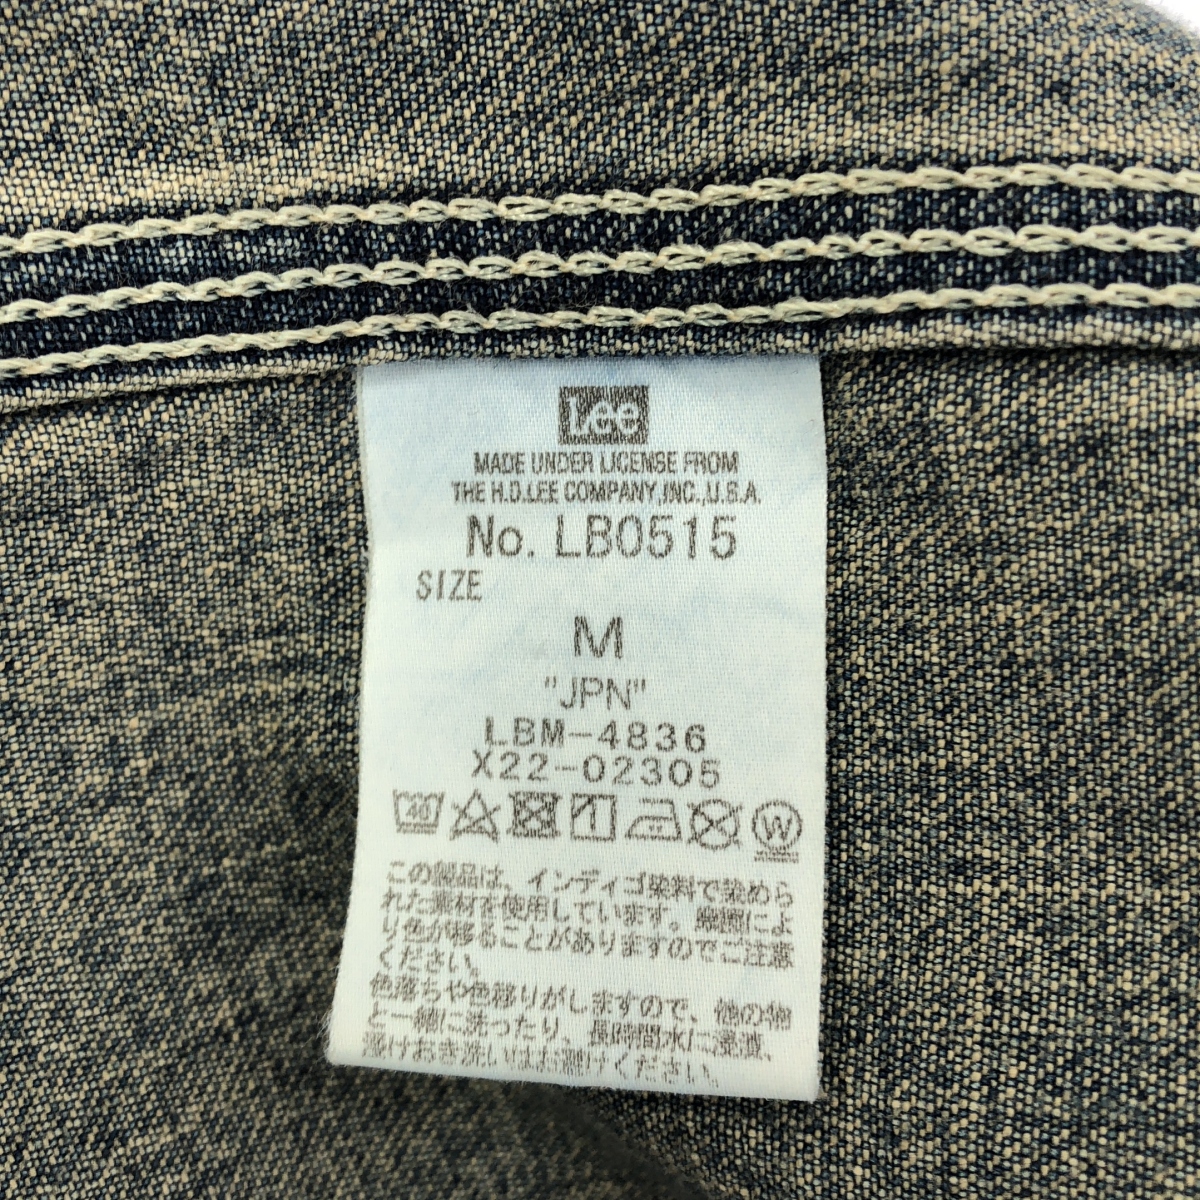 Lee
MADE UNDER LICENSE FROM
THE H.D.LEE COMPANY,INC.,U.S.A.
No. LB0515
SIZE
M
"JPN"
LBM-4836
X22-02305
40 1 W
この製品は、インディゴ染料で染めら
れた素材を使用しています。摩擦によ
り色が移ることがありますのでご注意
ください。
色落ちや色移りがしますので、他の物
と一緒に洗ったり、長時間水に浸漬、
漬けおき洗いはお避けください。